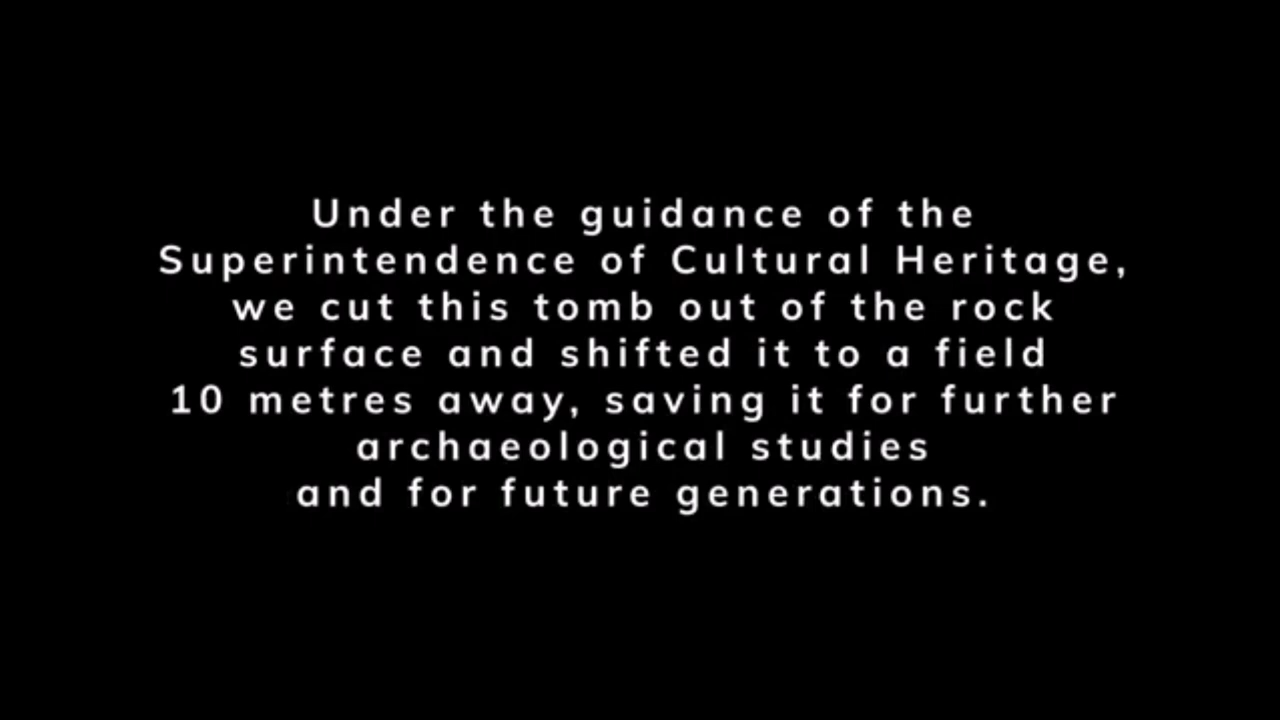 Under the guidance of the
Superintendence of Cultural Heritage,
we cut this tomb out of the rock
surface and shifted it to a field
10 metres away, saving it for further
archaeological studies
and for future generations.